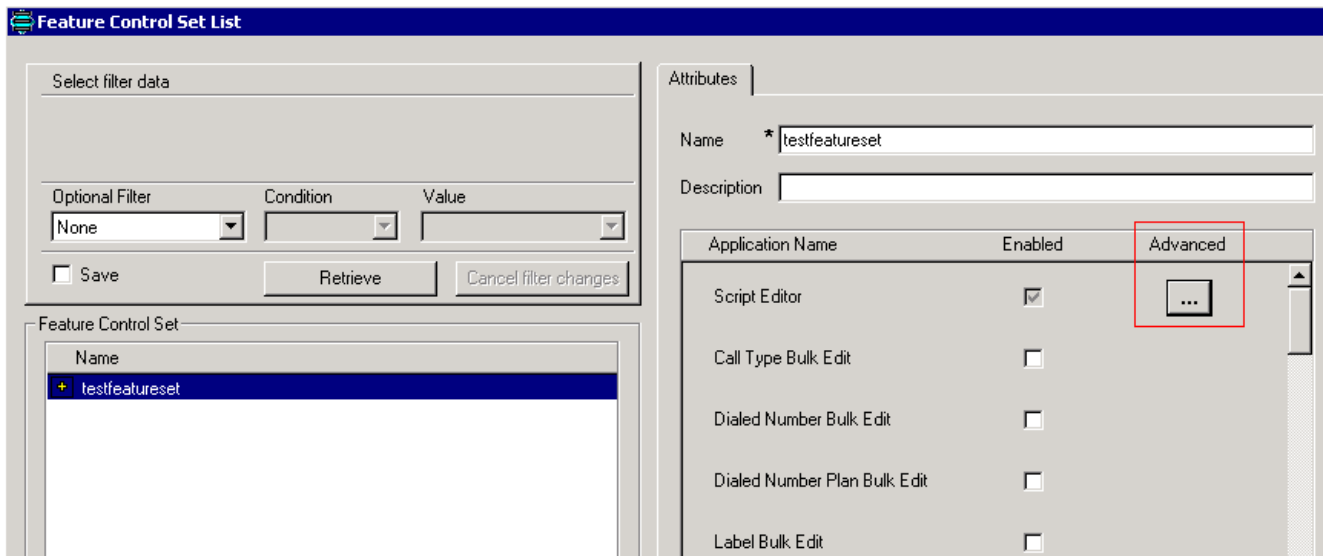 Feature Control Set List
Select filter data
Optional Filter Condition Value
None
Save Retrieve Cancel filter changes
Feature Control Set
Name
+ testfeatureset
Attributes
Name * testfeatureset
Description
Application Name Enabled Advanced
Script Editor ...
Call Type Bulk Edit
Dialed Number Bulk Edit
Dialed Number Plan Bulk Edit
Label Bulk Edit